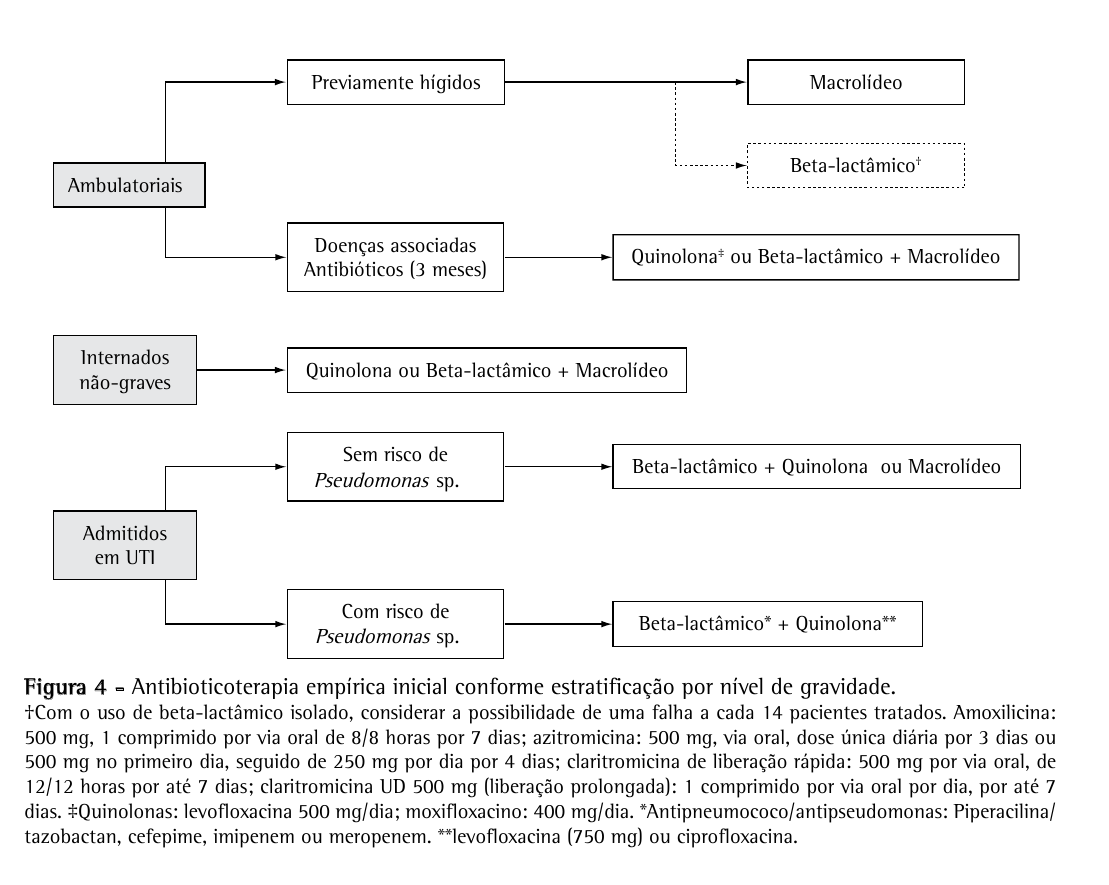 Previamente hígidos
Macrolídeo
Beta-lactâmico†
Ambulatoriais
Doenças associadas
Antibióticos (3 meses)
Quinolona‡ ou Beta-lactâmico + Macrolídeo
Internados
não-graves
Quinolona ou Beta-lactâmico + Macrolídeo
Sem risco de
Pseudomonas sp.
Beta-lactâmico + Quinolona ou Macrolídeo
Admitidos
em UTI
Com risco de
Pseudomonas sp.
Beta-lactâmico* + Quinolona**
Figura 4 - Antibioticoterapia empírica inicial conforme estratificação por nível de gravidade.
†Com o uso de beta-lactâmico isolado, considerar a possibilidade de uma falha a cada 14 pacientes tratados. Amoxilicina:
500 mg, 1 comprimido por via oral de 8/8 horas por 7 dias; azitromicina: 500 mg, via oral, dose única diária por 3 dias ou
500 mg no primeiro dia, seguido de 250 mg por dia por 4 dias; claritromicina de liberação rápida: 500 mg por via oral, de
12/12 horas por até 7 dias; claritromicina UD 500 mg (liberação prolongada): 1 comprimido por via oral por dia, por até 7
dias. ‡Quinolonas: levofloxacina 500 mg/dia; moxifloxacino: 400 mg/dia. *Antipneumococo/antipseudomonas: Piperacilina/
tazobactan, cefepime, imipenem ou meropenem. **levofloxacina (750 mg) ou ciprofloxacina.